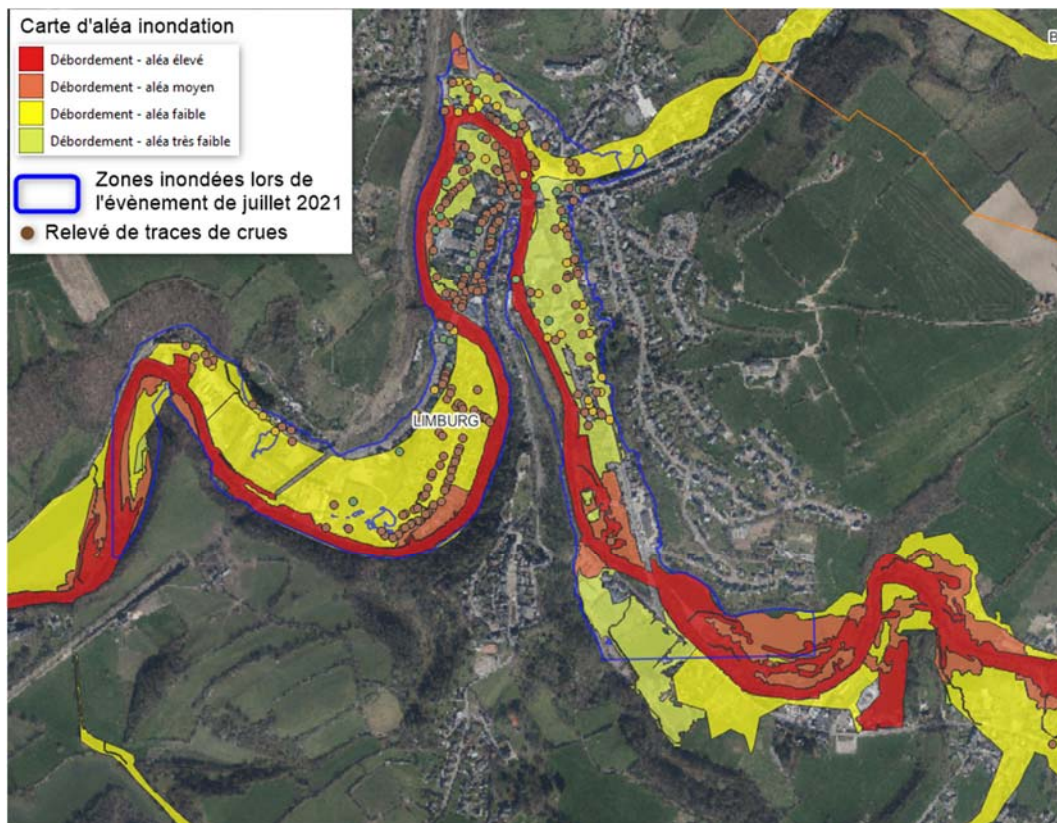 Carte d'aléa inondation
Débordement - aléa élevé
Débordement - aléa moyen
Débordement - aléa faible
Débordement - aléa très faible
Zones inondées lors de
l'évènement de juillet 2021
Relevé de traces de crues
B
LIMBURG